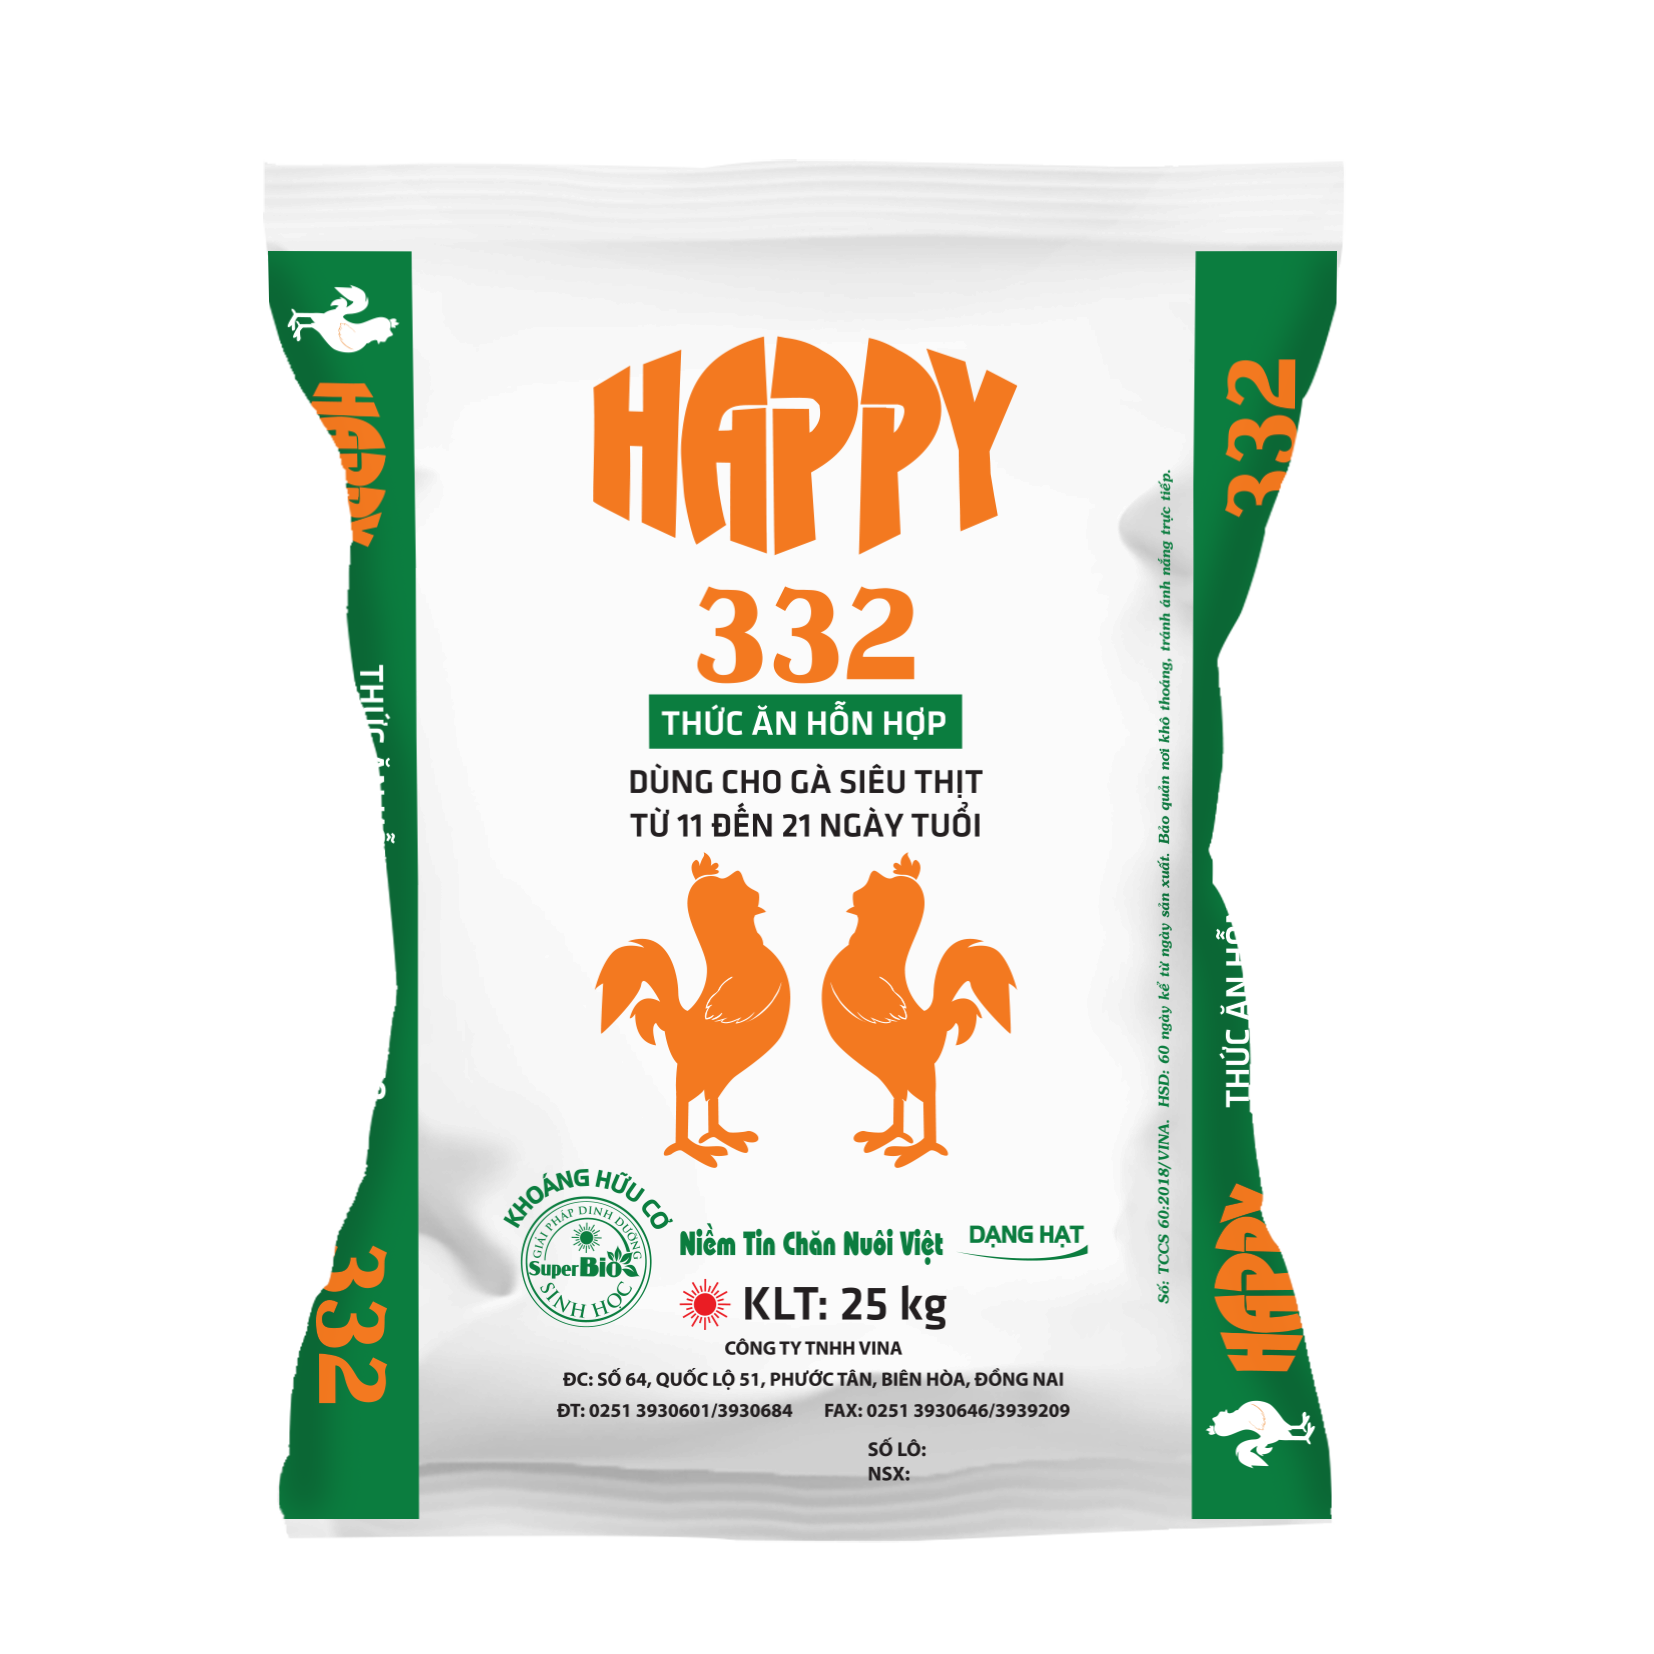 HAPPY
332
THỨC ĂN HỖN HỢP
DÙNG CHO GÀ SIÊU THỊT
TỪ 11 ĐẾN 21 NGÀY TUỔI
KHOÁNG HỮU CƠ
GIẢI PHÁP DINH DƯỠNG
SuperBio
SINH HỌC
Niềm Tin Chăn Nuôi Việt
DẠNG HẠT
KLT: 25 kg
CÔNG TY TNHH VINA
ĐC: SỐ 64, QUỐC LỘ 51, PHƯỚC TÂN, BIÊN HÒA, ĐỒNG NAI
ĐT: 0251 3930601/3930684 FAX: 0251 3930646/3939209
SỐ LÔ:
NSX:
Số: TCCS 60:2018/VINA. HSD: 60 ngày kể từ ngày sản xuất. Bảo quản nơi khô thoáng, tránh ánh nắng trực tiếp.
HAPPY
THỨC
332
332
THỨC ĂN
HAPPY